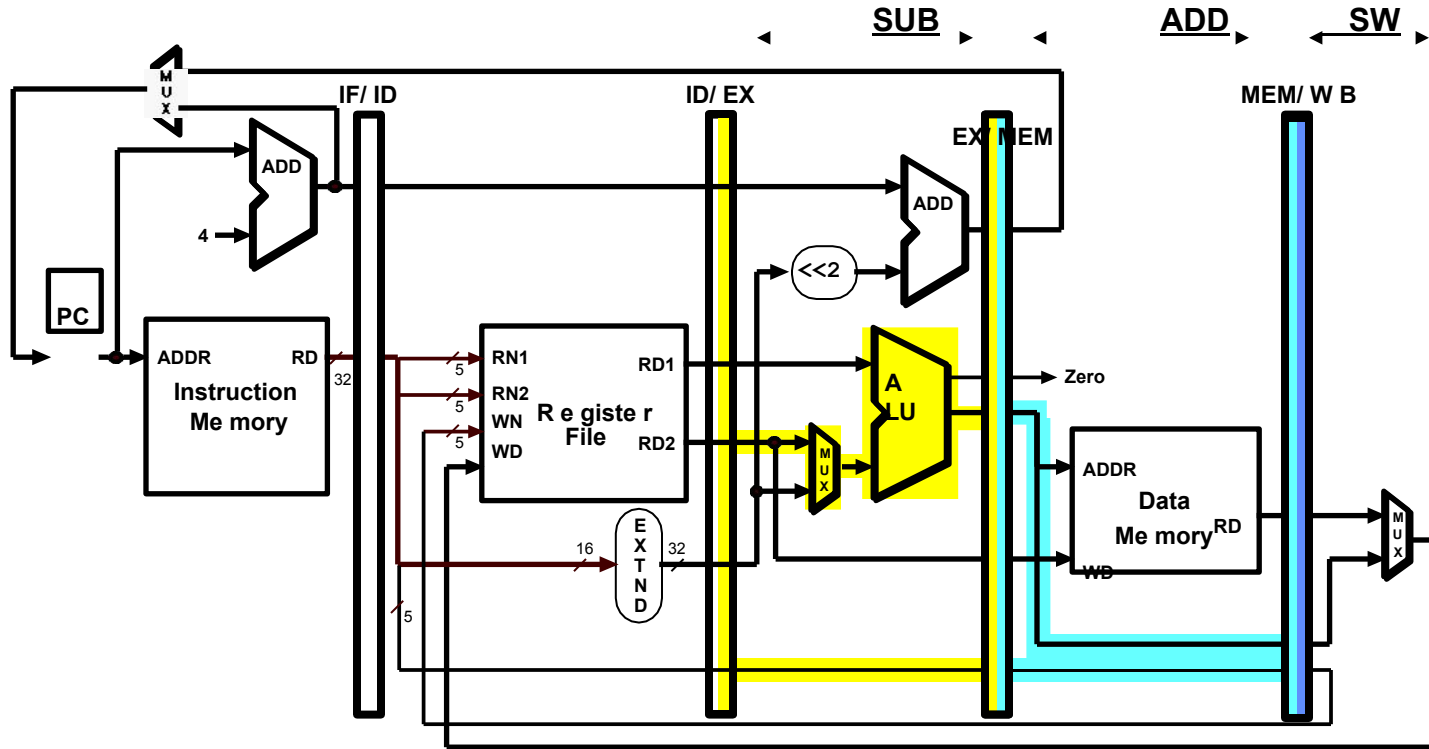 SUB ADD SW
M
U
X
IF/ ID
ID/ EX
MEM/ W B
EX/ MEM
ADD
ADD
4
<<2
PC
ADDR
RD
32
Instruction
Me mory
5
RN1
5
RN2
WN
5
WD
RD1
R e giste r
File
RD2
A
LU
Zero
M
U
X
ADDR
Data
Me mory
RD
WD
M
U
X
16
E
X
T
N
D
32
5